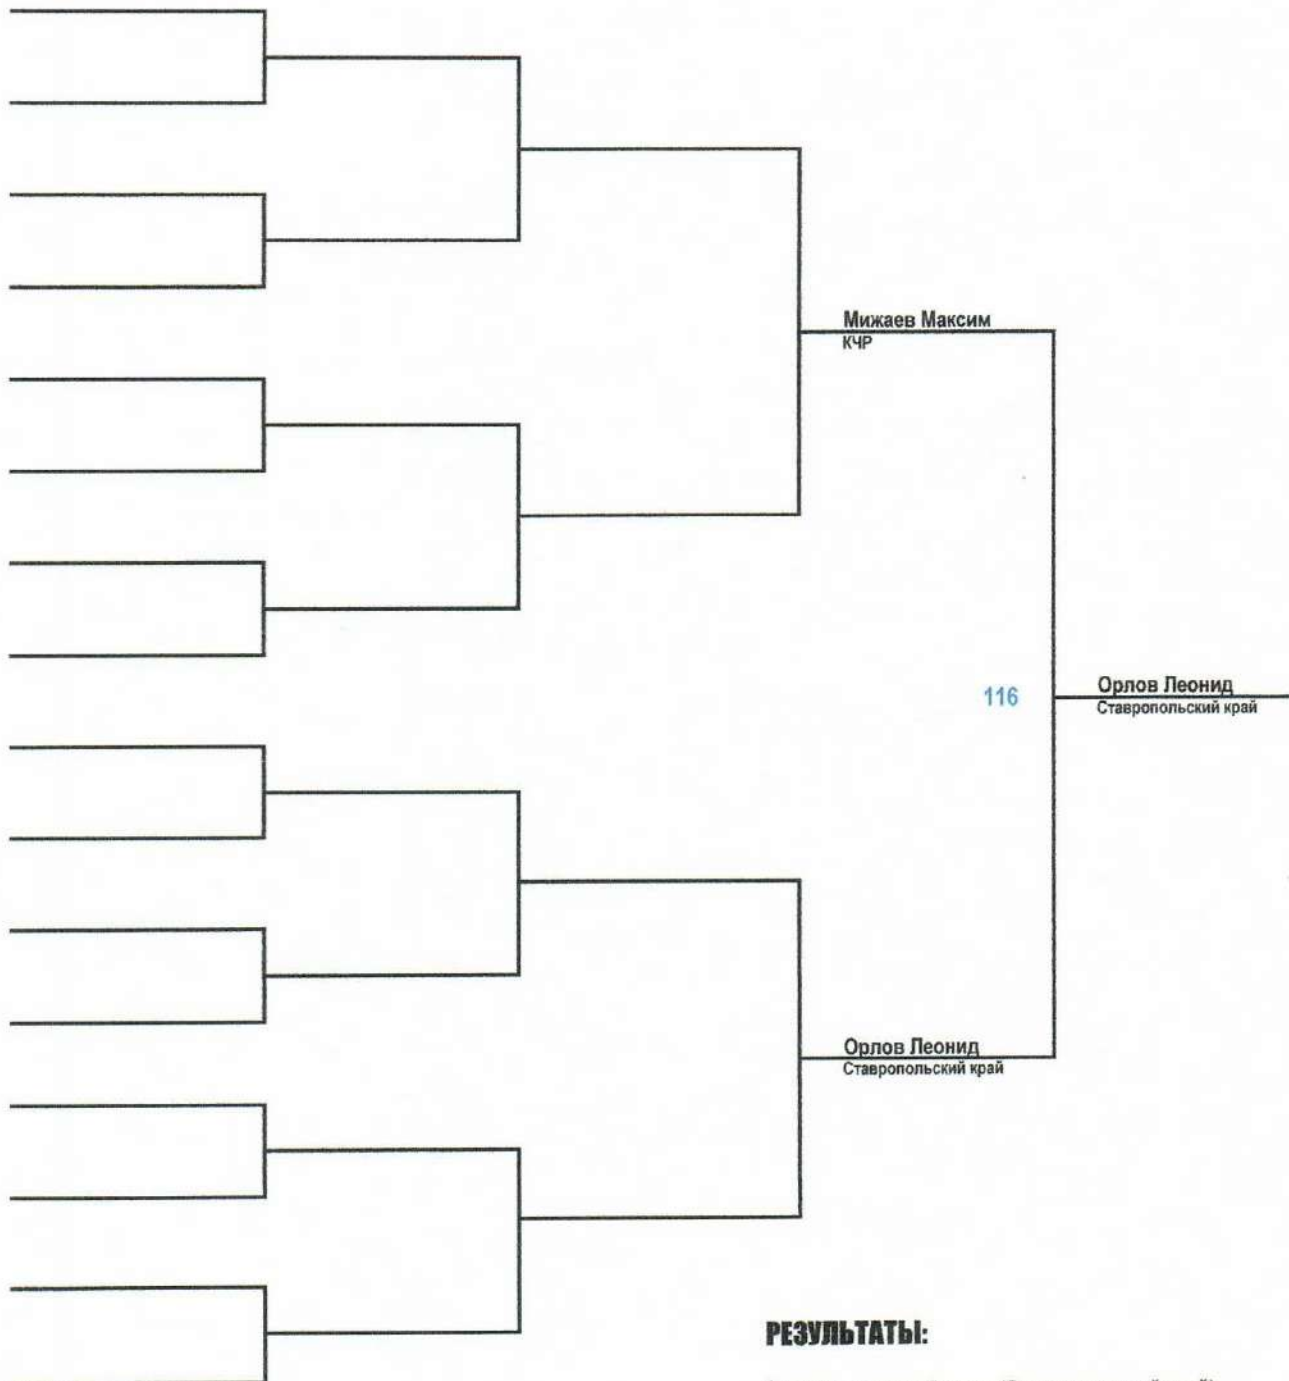 Мижаев Максим
КЧР
116
Орлов Леонид
Ставропольский край
Орлов Леонид
Ставропольский край
РЕЗУЛЬТАТЫ: